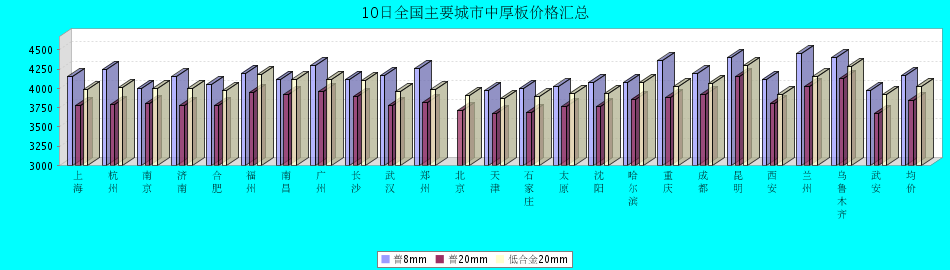 10日全国主要城市中厚板价格汇总
4500
4250
4000
3750
3500
3250
3000
上海
杭州
南京
济南
合肥
福州
南昌
广州
长沙
武汉
郑州
北京
天津
石家庄
太原
沈阳
哈尔滨
重庆
成都
昆明
西安
兰州
乌鲁木齐
武安
均价
普8mm 普20mm 低合金20mm